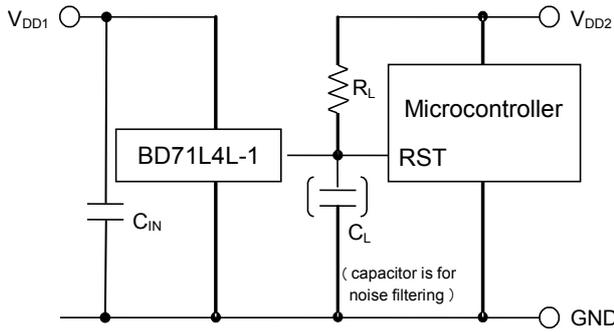 VDD1
VDD2
RL
Microcontroller
BD71L4L-1
RST
CIN
CL
( capacitor is for
noise filtering )
GND